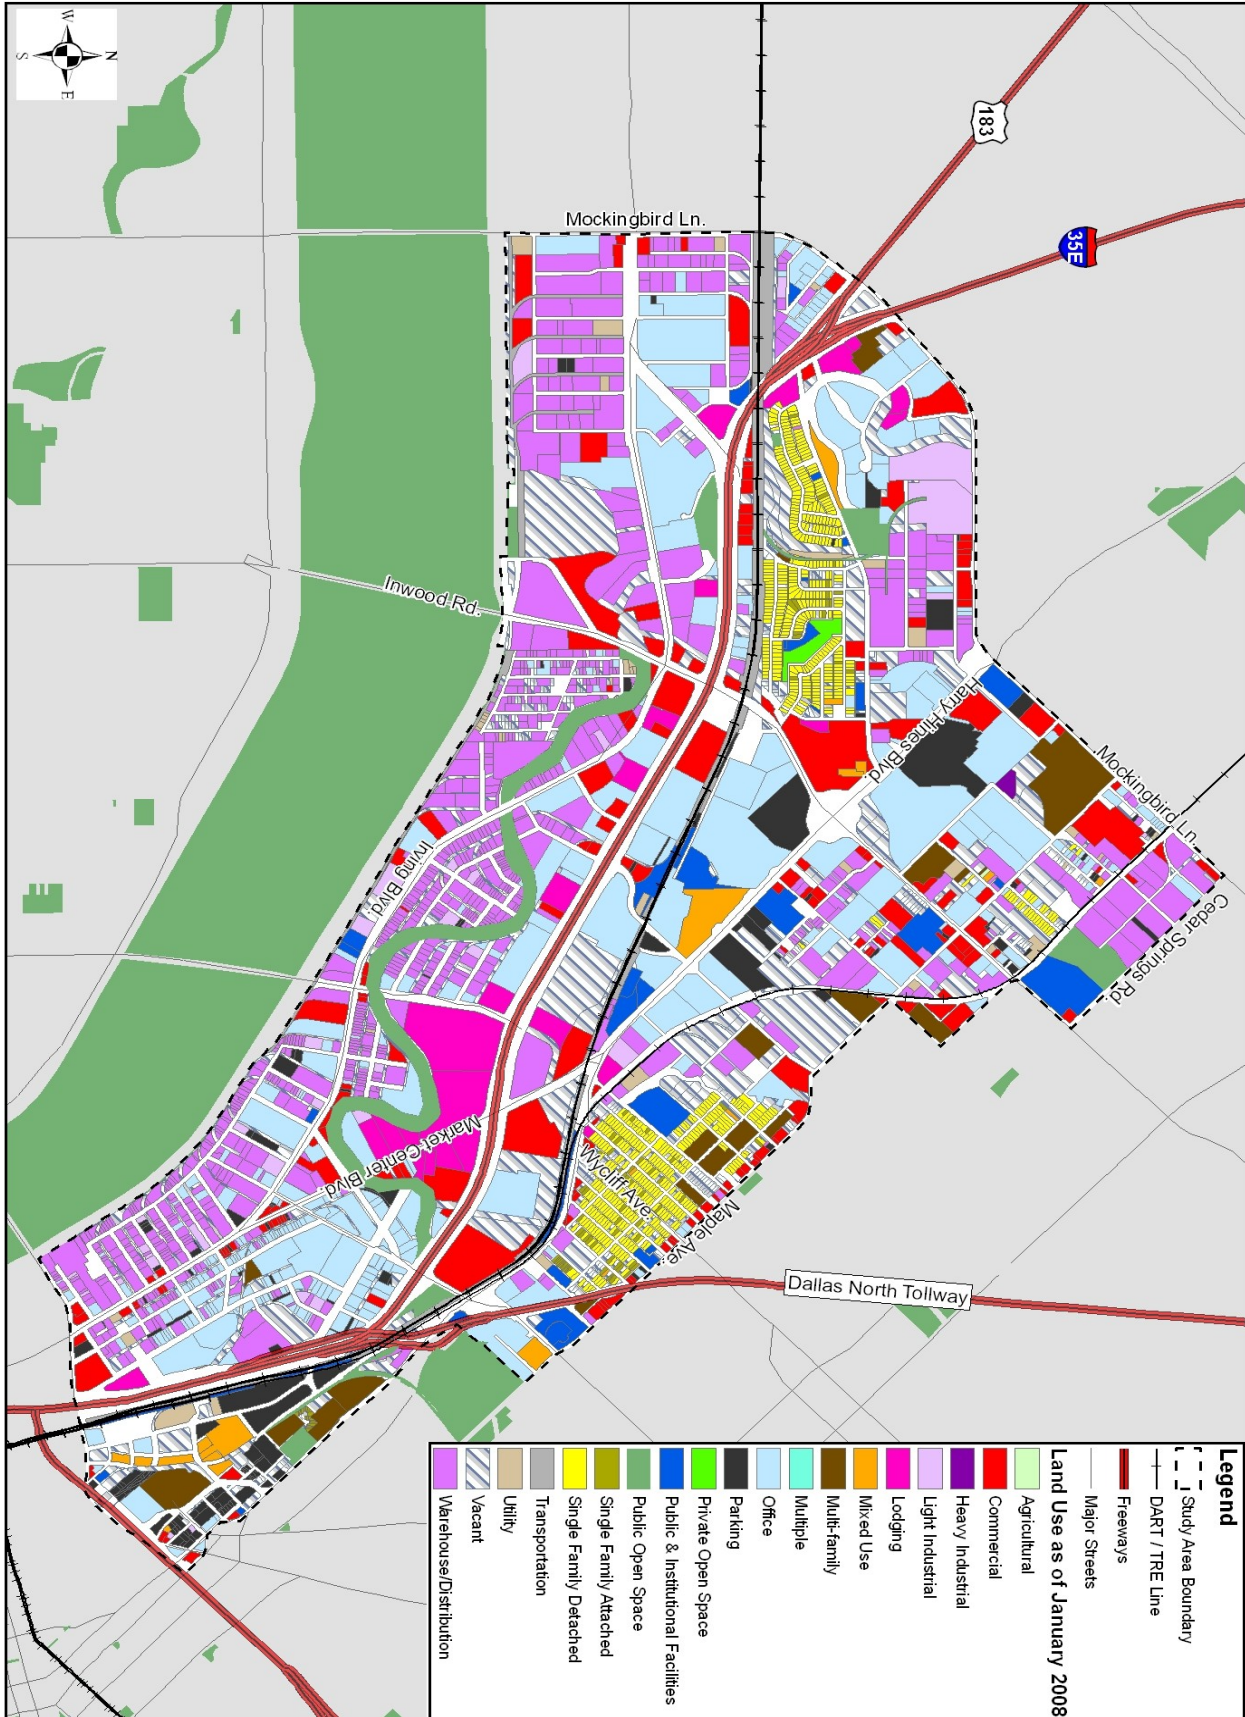 W
N
S
E
183
35E
Mockingbird Ln.
Inwood Rd.
Harry Hines Blvd.
Mockingbird Ln.
Cedar Springs Rd.
Irving Blvd.
Market Center Blvd.
Wycliff Ave.
Maple Ave.
Dallas North Tollway
Legend
Study Area Boundary
DART / TRE Line
Freeways
Major Streets
Land Use as of January 2008
Agricultural
Commercial
Heavy Industrial
Light Industrial
Lodging
Mixed Use
Multi-family
Multiple
Office
Parking
Private Open Space
Public & Institutional Facilities
Public Open Space
Single Family Attached
Single Family Detached
Transportation
Utility
Vacant
Warehouse/Distribution